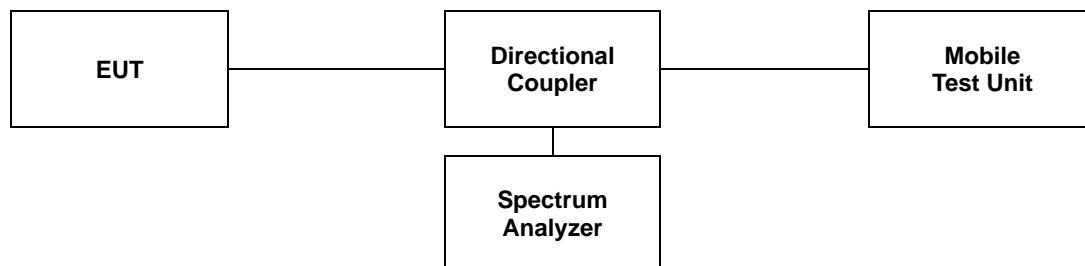 EUT
Directional
Coupler
Mobile
Test Unit
Spectrum
Analyzer